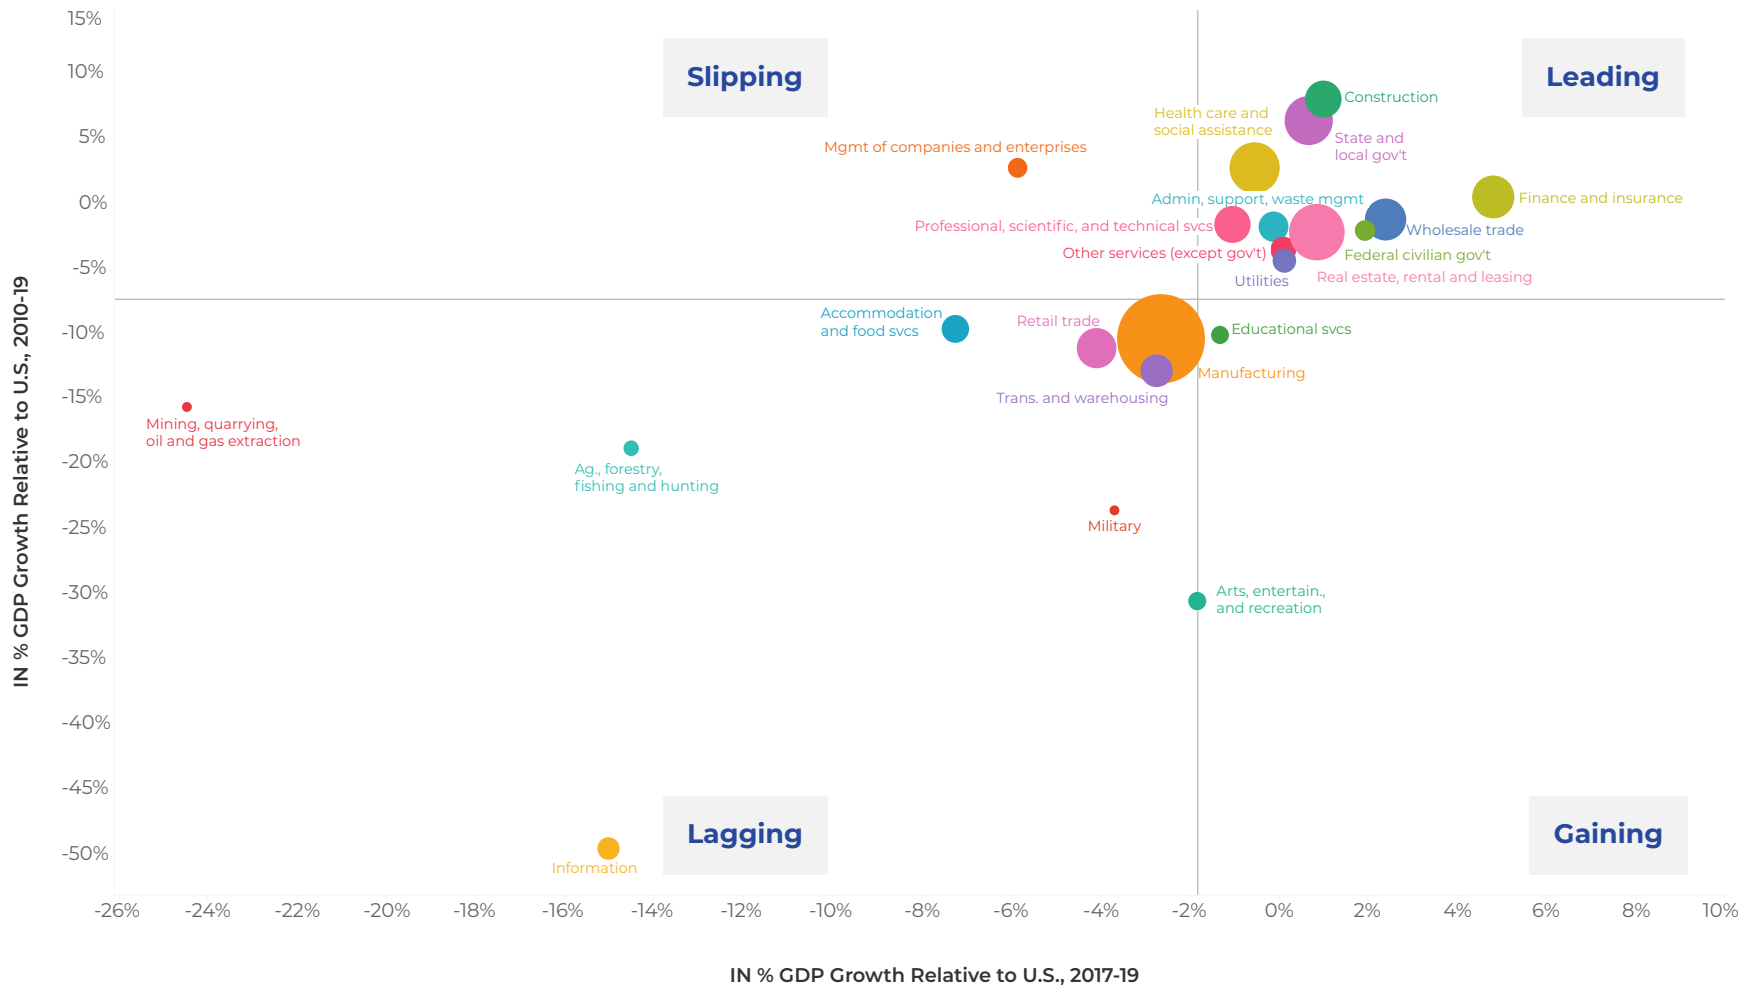 15%
10%
5%
0%
-5%
-10%
-15%
-20%
-25%
-30%
-35%
-40%
-45%
-50%
IN % GDP Growth Relative to U.S., 2010-19
Slipping
Leading
Construction
Health care and
social assistance
State and
local gov't
Mgmt of companies and enterprises
Admin, support, waste mgmt
Finance and insurance
Professional, scientific, and technical svcs
Wholesale trade
Other services (except gov't)
Federal civilian gov't
Utilities
Real estate, rental and leasing
Accommodation
and food svcs
Retail trade
Educational svcs
Manufacturing
Trans. and warehousing
Mining, quarrying,
oil and gas extraction
Ag., forestry,
fishing and hunting
Military
Arts, entertain.,
and recreation
Lagging
Gaining
Information
-26% -24% -22% -20% -18% -16% -14% -12% -10% -8% -6% -4% -2% 0% 2% 4% 6% 8% 10%
IN % GDP Growth Relative to U.S., 2017-19